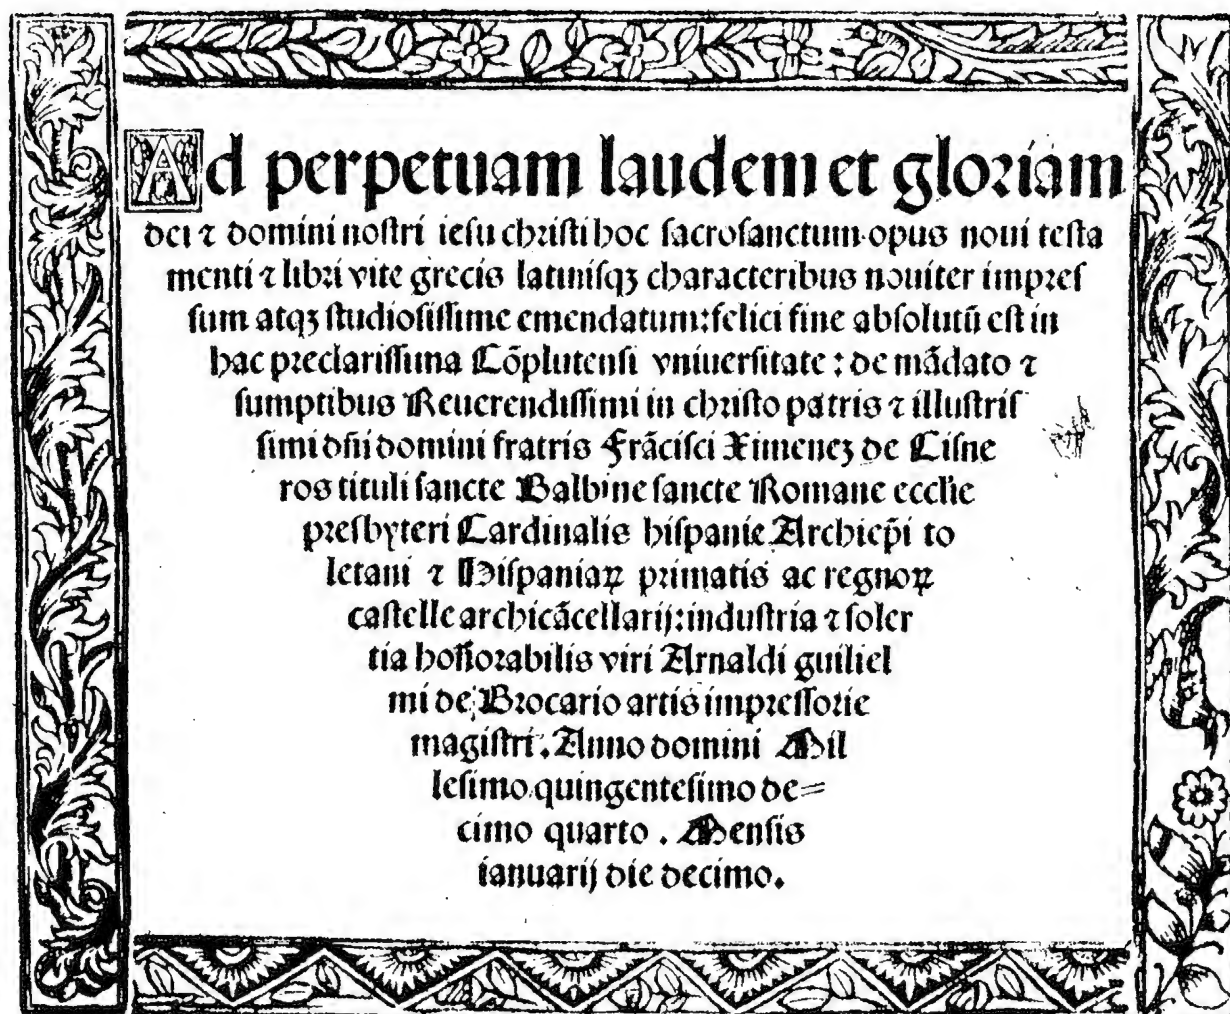 Ad perpetuam laudem et gloriam
dei ⁊ domini nostri iesu christi hoc sacrosanctum opus noui testa
menti ⁊ libri vite grecis latinisqꝫ characteribus nouiter impres
sum atqꝫ studiosissime emendatum: felici fine absolutũ est in
hac preclarissima Cõplutensi vniuersitate: de mãdato ⁊
sumptibus Reuerendissimi in christo patris ⁊ illustris
simi dñi domini fratris Frãcisci Ximenez de Cisne
ros tituli sancte Balbine sancte Romane ecclie
presbyteri Cardinalis hispanie Archiep̃i to
letani ⁊ Hispaniaꝝ primatis ac regnoꝝ
castelle archicãcellarij: industria ⁊ soler
tia hoñorabilis viri Arnaldi guiliel
mi de Brocario artis impressorie
magistri. Anno domini Mil
lesimo quingentesimo de=
cimo quarto. Mensis
ianuarij die decimo.